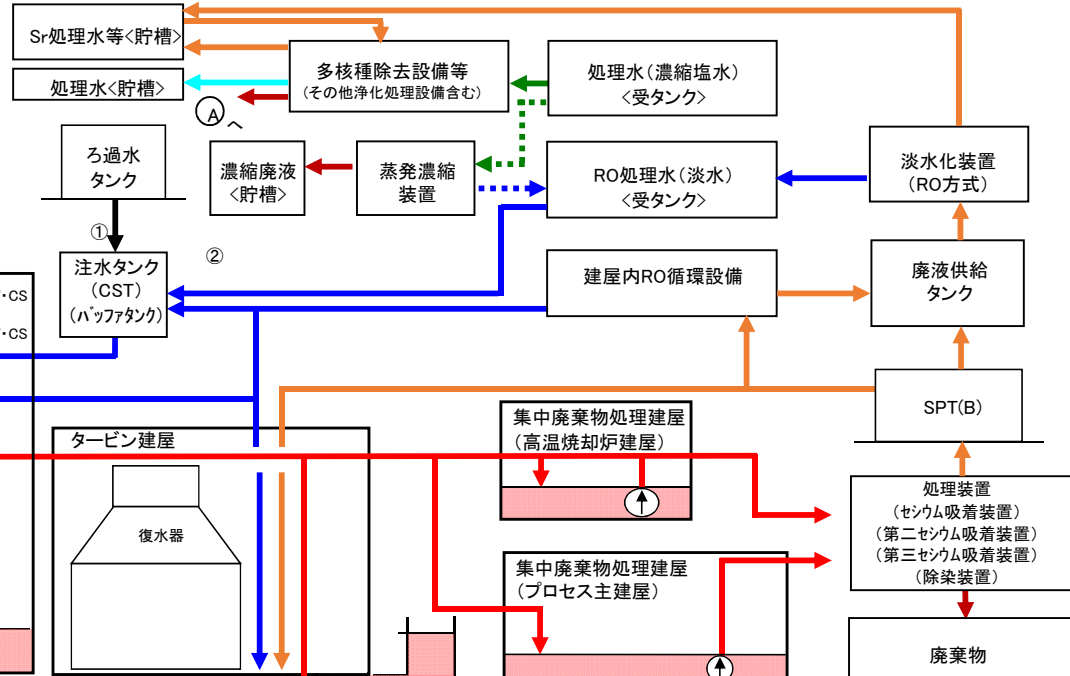 Sr処理水等<貯槽>
処理水<貯槽>
多核種除去設備等
(その他浄化処理設備含む)
処理水(濃縮塩水)
<受タンク>
A へ
ろ過水
タンク
濃縮廃液
<貯槽>
蒸発濃縮
装置
RO処理水(淡水)
<受タンク>
淡水化装置
(RO方式)
①
②
注水タンク
(CST)
(バッファタンク)
建屋内RO循環設備
廃液供給
タンク
・CS
・CS
SPT(B)
タービン建屋
復水器
集中廃棄物処理建屋
(高温焼却炉建屋)
集中廃棄物処理建屋
(プロセス主建屋)
処理装置
(セシウム吸着装置)
(第二セシウム吸着装置)
(第三セシウム吸着装置)
(除染装置)
廃棄物